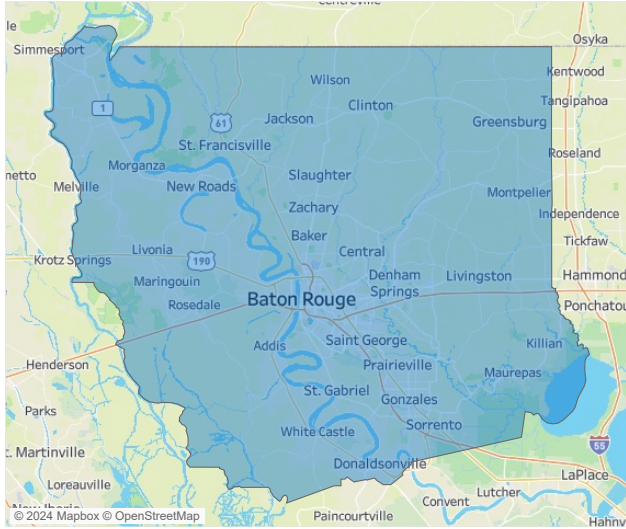 Centreville
Osyka
Simmesport
Kentwood
Wilson
Tangipahoa
1
Clinton
61
Jackson
Greensburg
St. Francisville
Roseland
Morganza
Slaughter
netto
Melville
New Roads
Montpelier
Zachary
Independence
Baker
Tickfaw
Livonia
Central
Krotz Springs
190
Hammond
Maringouin
Denham
Springs
Livingston
Rosedale
Baton Rouge
Ponchatou
Addis
Saint George
Killian
Henderson
Prairieville
Maurepas
St. Gabriel
Parks
Gonzales
White Castle
Sorrento
55
t. Martinville
Donaldsonville
LaPlace
Loreauville
Lutcher
Convent
New Iberia
Paincourtville
Hahnv
© 2024 Mapbox © OpenStreetMap